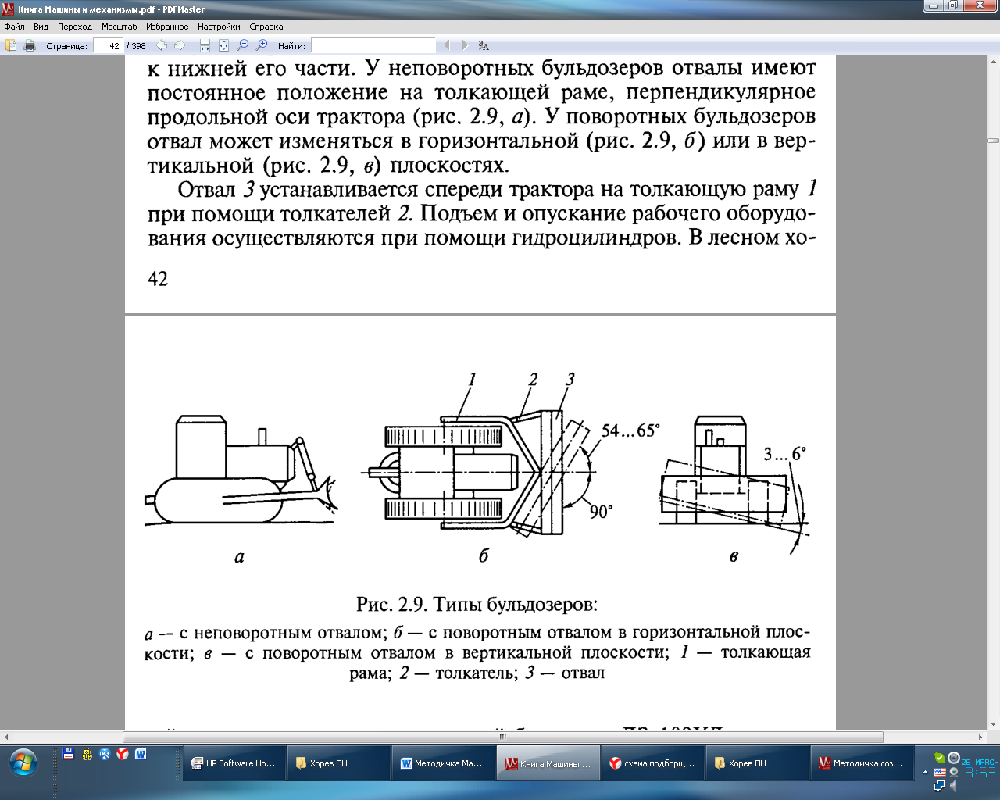 Книга Машины и механизмы.pdf - PDFMaster
Файл Вид Переход Масштаб Избранное Настройки Справка
Страница: 42 / 398 Найти:
к нижней его части. У неповоротных бульдозеров отвалы имеют
постоянное положение на толкающей раме, перпендикулярное
продольной оси трактора (рис. 2.9, а). У поворотных бульдозеров
отвал может изменяться в горизонтальной (рис. 2.9, б) или в вер-
тикальной (рис. 2.9, в) плоскостях.
Отвал 3 устанавливается спереди трактора на толкающую раму 1
при помощи толкателей 2. Подъем и опускание рабочего оборудо-
вания осуществляются при помощи гидроцилиндров. В лесном хо-
42
1 2 3
54...65°
90°
3...6°
а б в
Рис. 2.9. Типы бульдозеров:
а — с неповоротным отвалом; б — с поворотным отвалом в горизонтальной плос-
кости; в — с поворотным отвалом в вертикальной плоскости; 1 — толкающая
рама; 2 — толкатель; 3 — отвал
HP Software Up... Хорев ПН Методичка Ма... Книга Машины ... схема подборщ... Хорев ПН Методичка соз...
26 MARCH
8:53